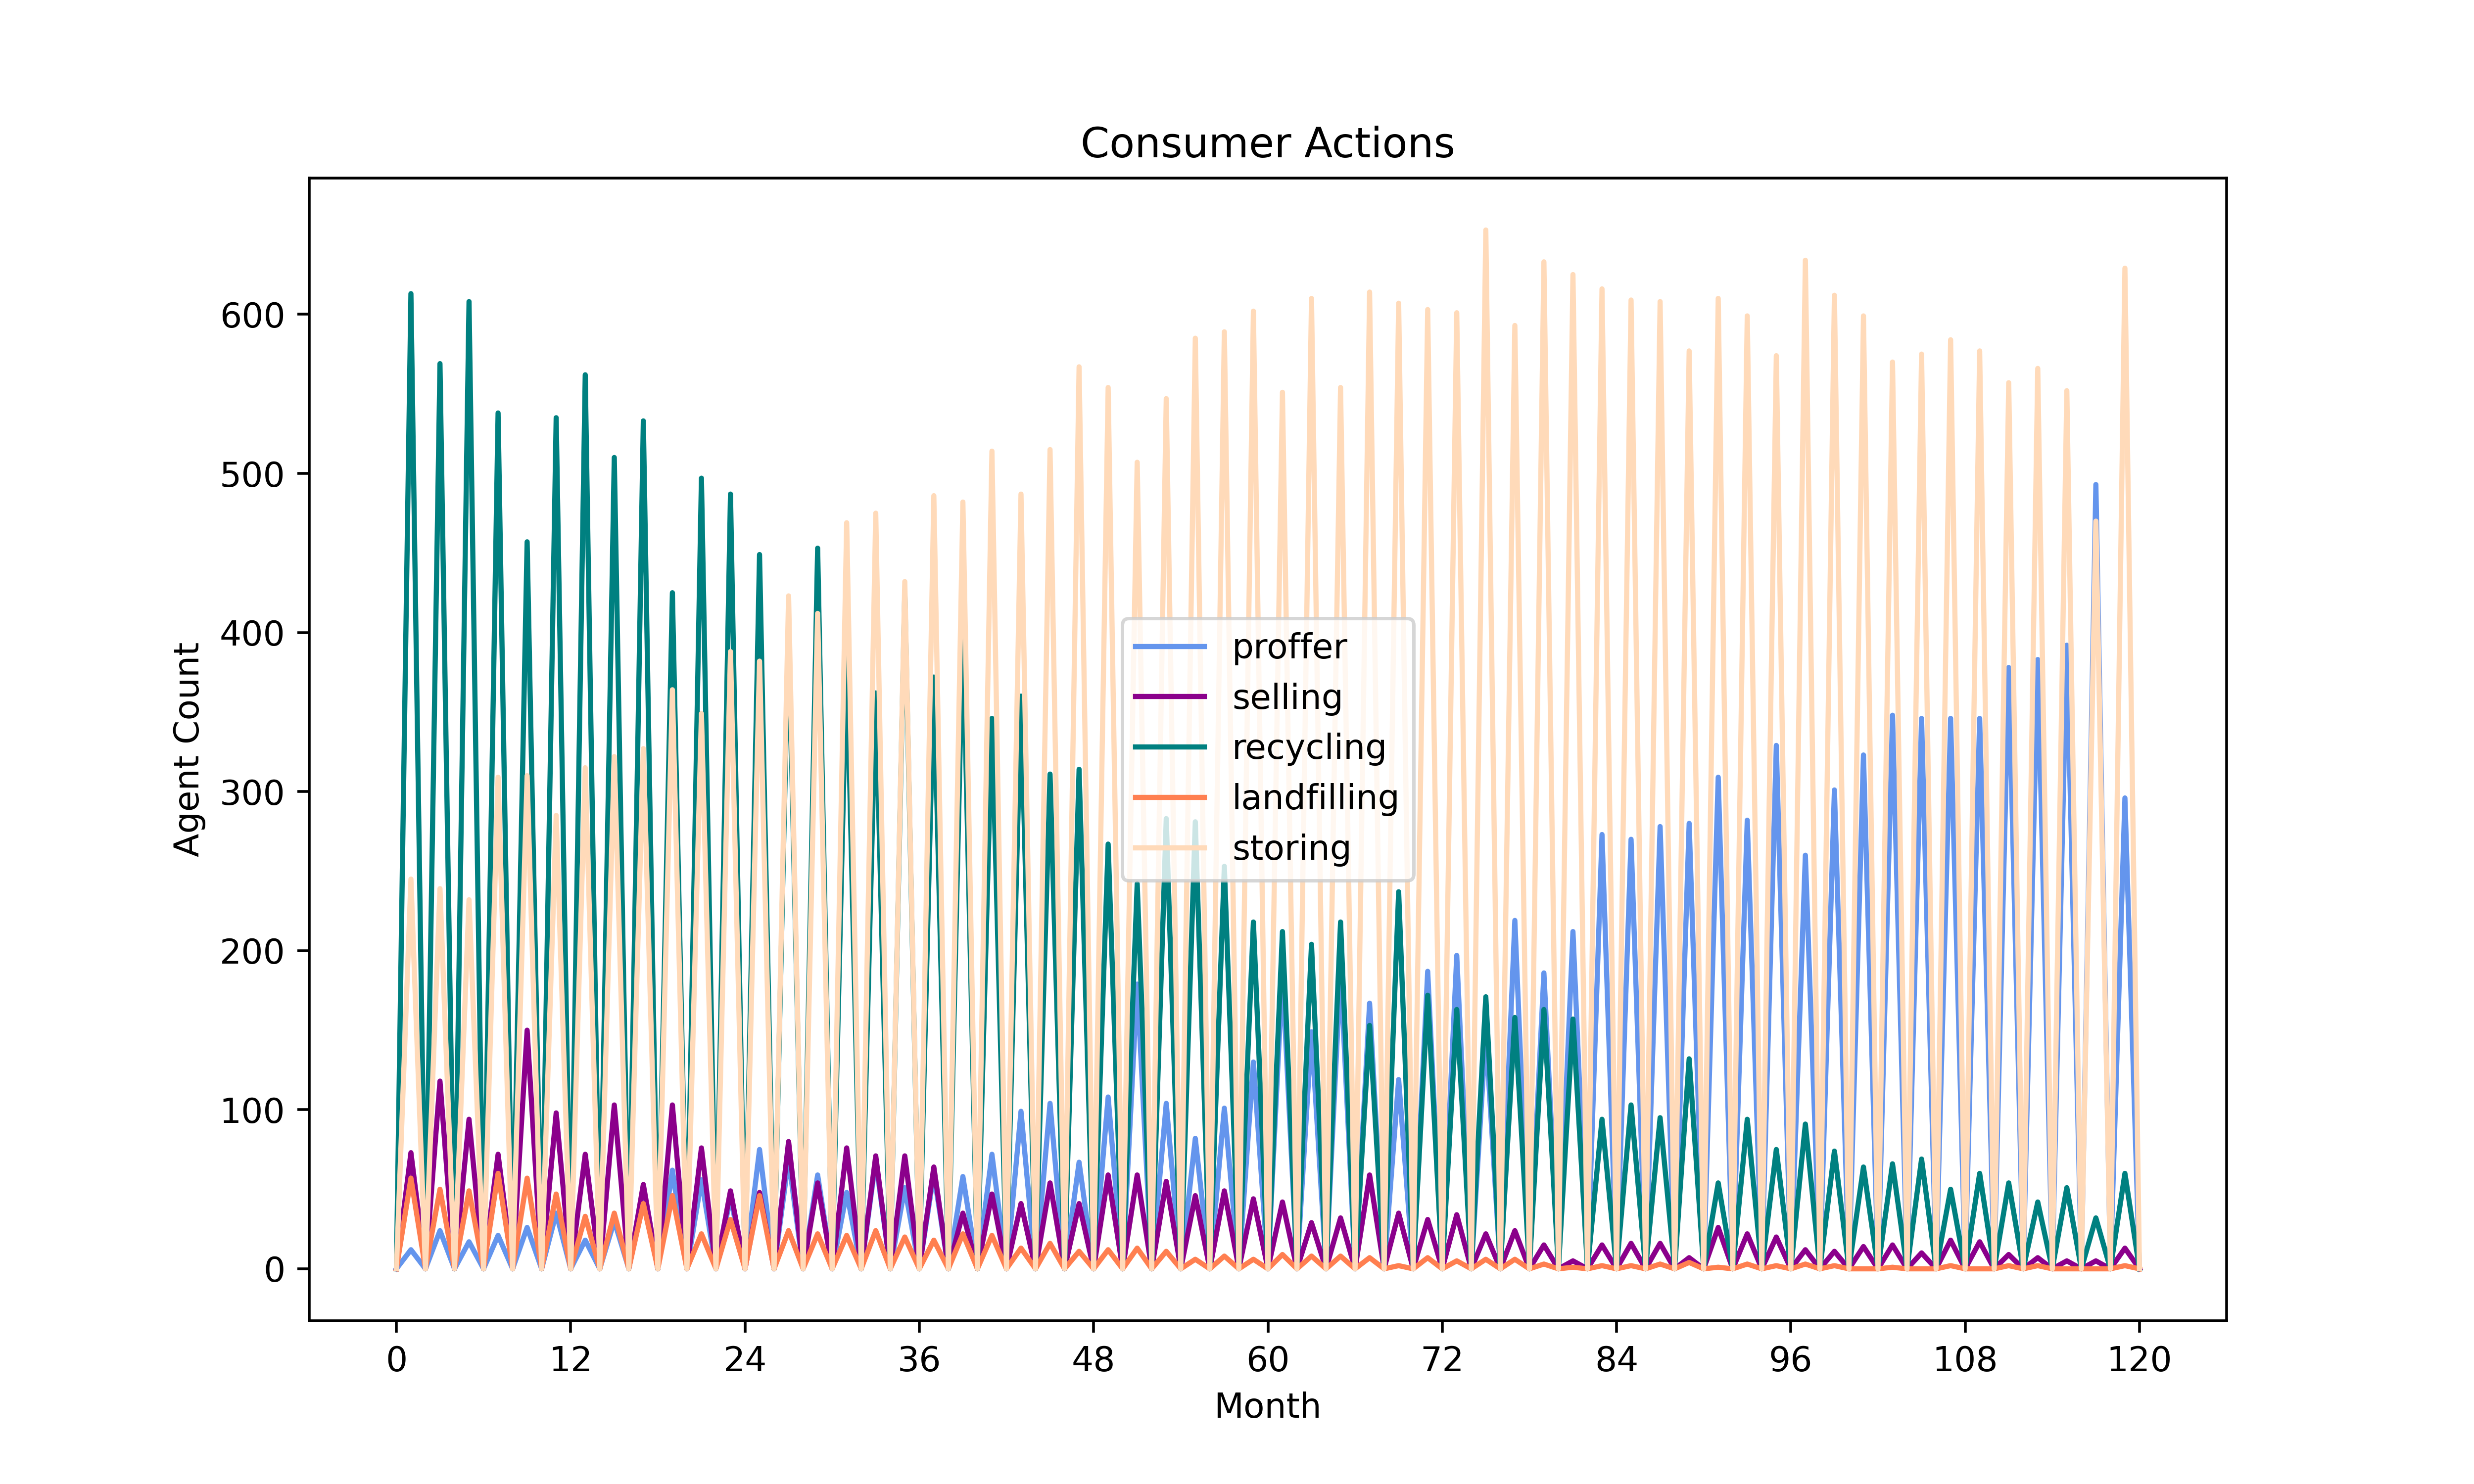 Consumer Actions
Agent Count
600
500
400
300
200
100
0
proffer
selling
recycling
landfilling
storing
0 12 24 36 48 60 72 84 96 108 120
Month